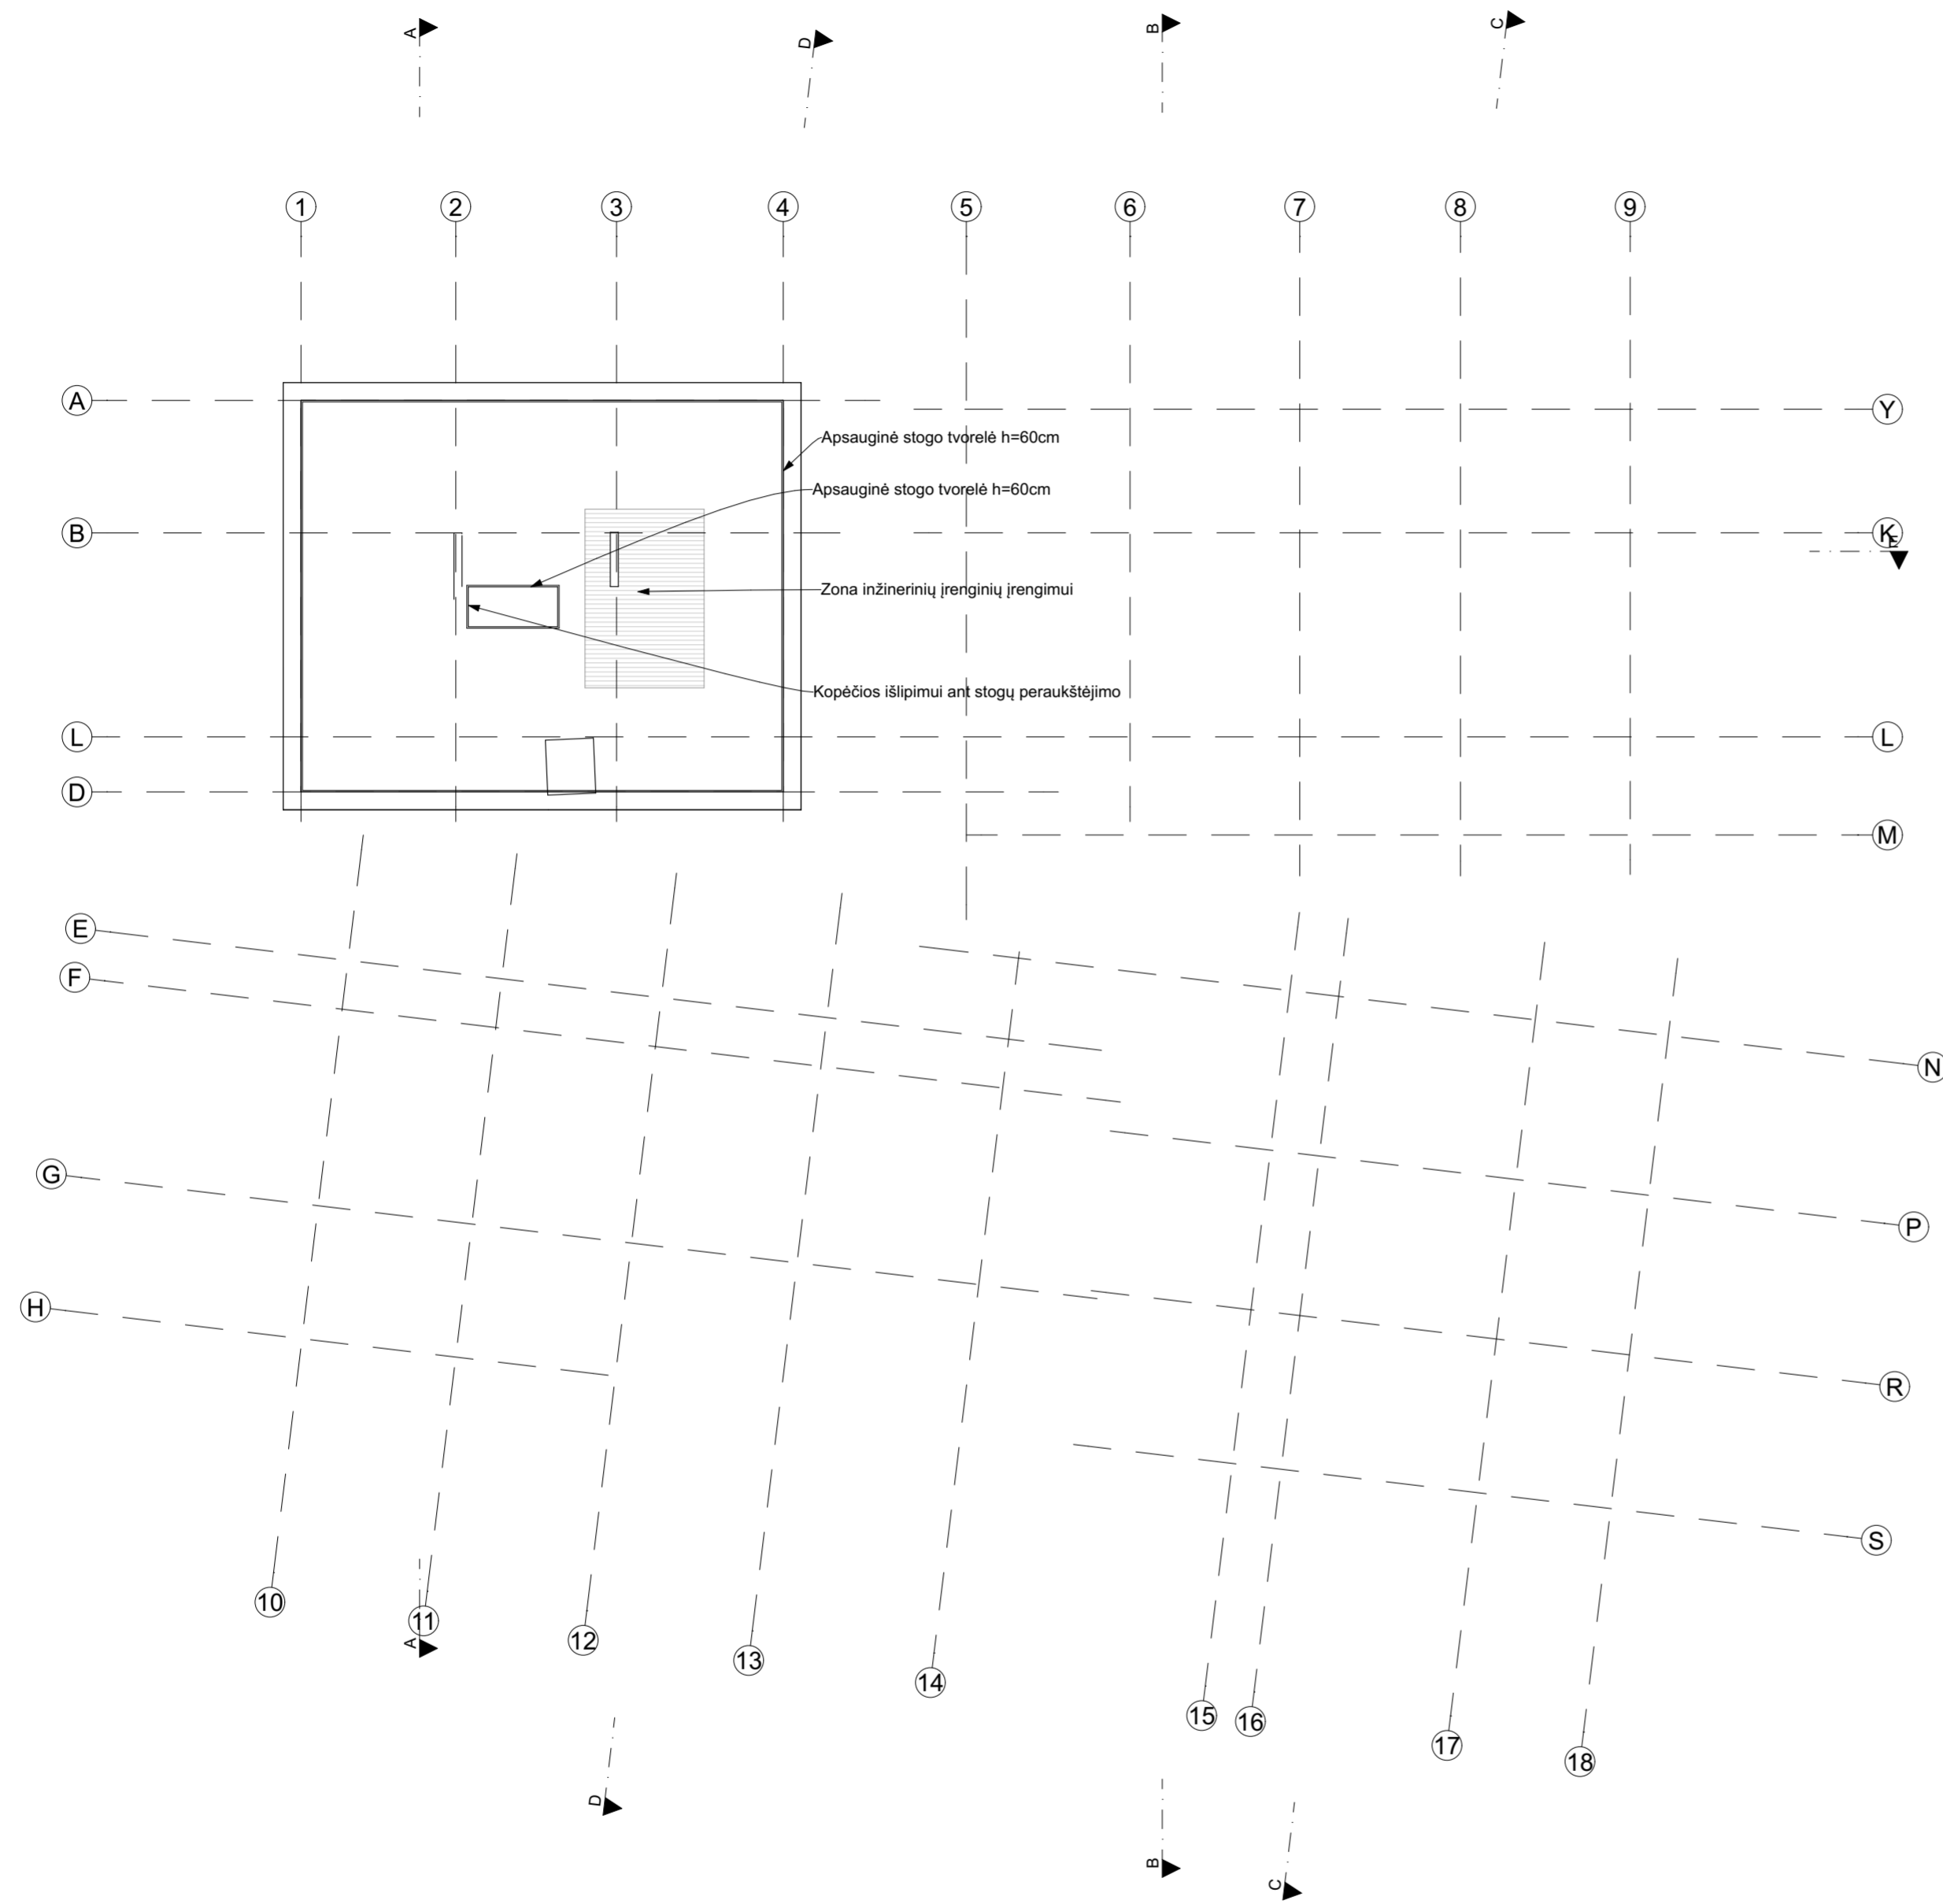 A
D
B
C
1
2
3
4
5
6
7
8
9
A
Y
Apsauginė stogo tvorelė h=60cm
Apsauginė stogo tvorelė h=60cm
B
K
E
Zona inžinerinių įrenginių įrengimui
Kopėčios išlipimui ant stogų peraukštėjimo
L
L
D
M
E
F
N
G
P
H
R
S
10
11
A
12
13
14
15
16
17
18
D
B
C